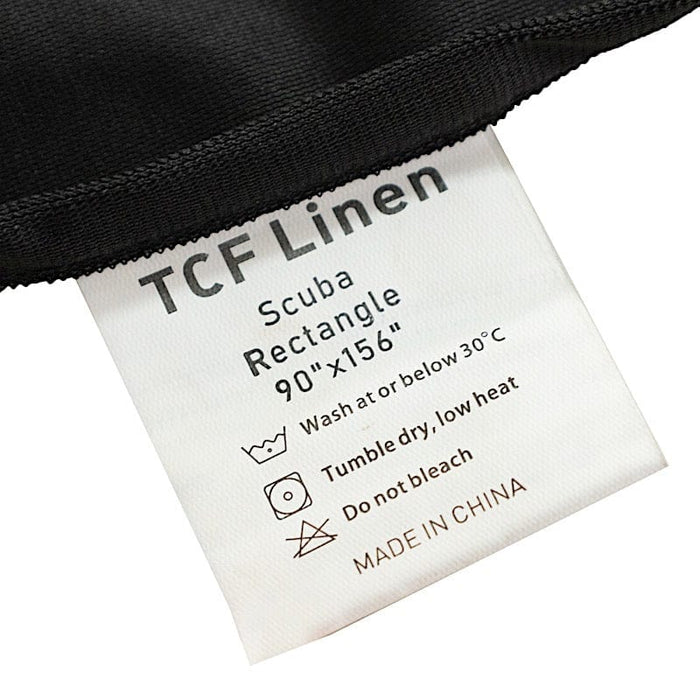 TCF Linen
Scuba
Rectangle
90"x156"
Wash at or below 30°C
Tumble dry, low heat
Do not bleach
MADE IN CHINA